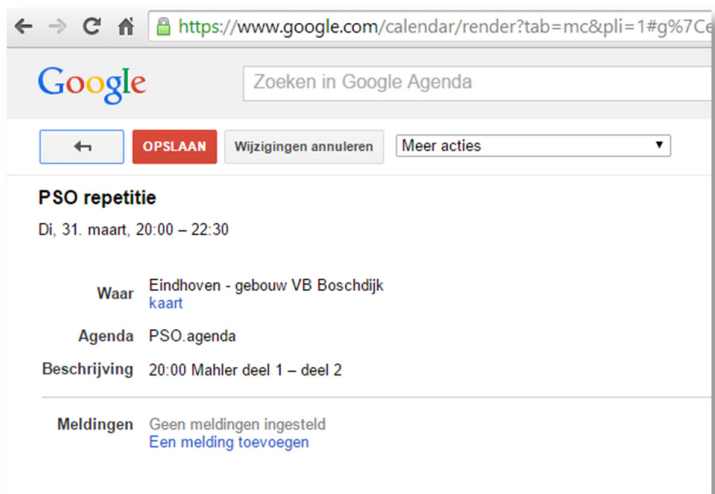 https://www.google.com/calendar/render?tab=mc&pli=1#g%7Ce
Google
Zoeken in Google Agenda
OPSLAAN Wijzigingen annuleren Meer acties
PSO repetitie
Di, 31. maart, 20:00 – 22:30
Waar Eindhoven - gebouw VB Boschdijk
kaart
Agenda PSO.agenda
Beschrijving 20:00 Mahler deel 1 – deel 2
Meldingen Geen meldingen ingesteld
Een melding toevoegen